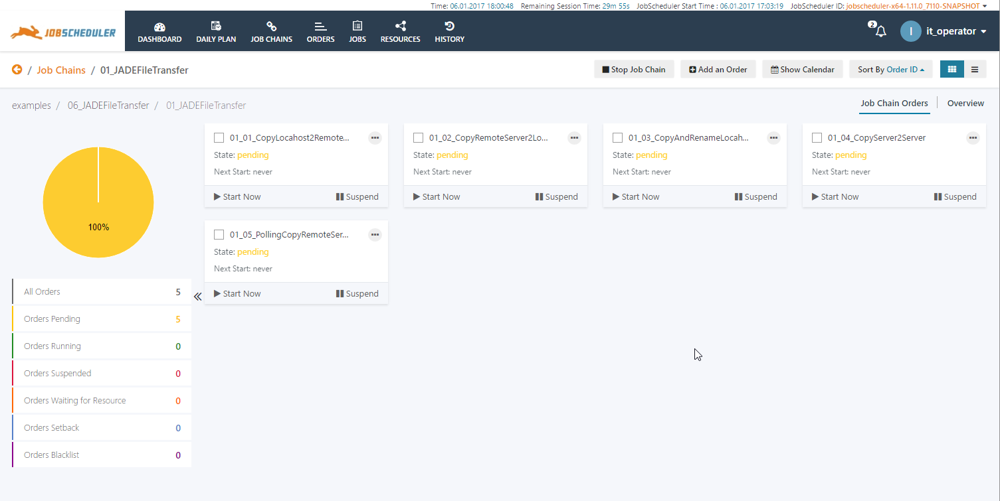 Time: 06.01.2017 18:00:48 Remaining Session Time: 29m 55s JobScheduler Start Time : 06.01.2017 17:03:19 JobScheduler ID: jobscheduler-x64-1.11.0_7110-SNAPSHOT
JOBSCHEDULER
DASHBOARD DAILY PLAN JOB CHAINS ORDERS JOBS RESOURCES HISTORY
2 I it_operator
/ Job Chains / 01_JADEFileTransfer
Stop Job Chain Add an Order Show Calendar Sort By Order ID
examples / 06_JADEFileTransfer / 01_JADEFileTransfer
Job Chain Orders Overview
100%
All Orders 5
Orders Pending 5
Orders Running 0
Orders Suspended 0
Orders Waiting for Resource 0
Orders Setback 0
Orders Blacklist 0
01_01_CopyLocahost2Remote...
State: pending
Next Start: never
Start Now Suspend
01_02_CopyRemoteServer2Lo...
State: pending
Next Start: never
Start Now Suspend
01_03_CopyAndRenameLocah...
State: pending
Next Start: never
Start Now Suspend
01_04_CopyServer2Server
State: pending
Next Start: never
Start Now Suspend
01_05_PollingCopyRemoteSer...
State: pending
Next Start: never
Start Now Suspend